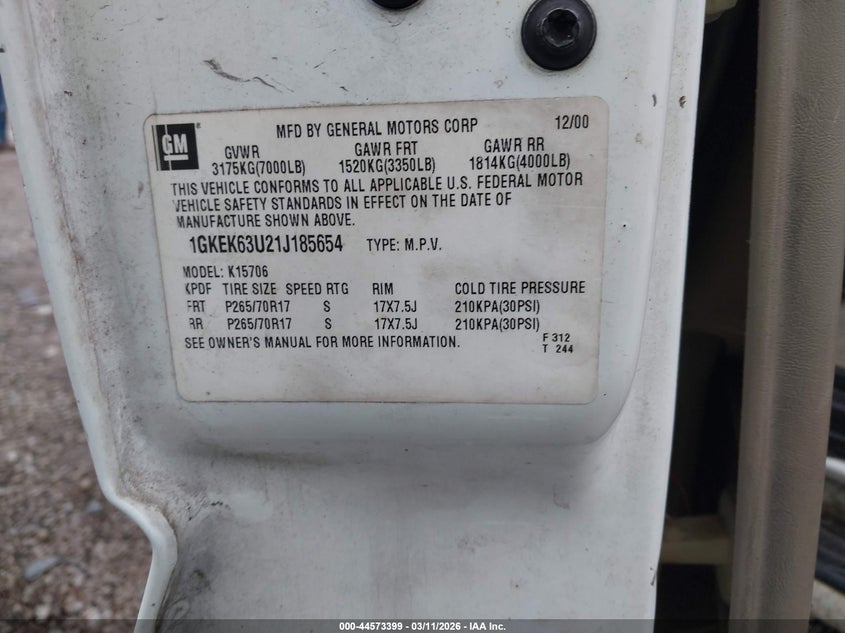 GM ® MFD BY GENERAL MOTORS CORP 12/00
GVWR GAWR FRT GAWR RR
3175KG(7000LB) 1520KG(3350LB) 1814KG(4000LB)
THIS VEHICLE CONFORMS TO ALL APPLICABLE U.S. FEDERAL MOTOR
VEHICLE SAFETY STANDARDS IN EFFECT ON THE DATE OF
MANUFACTURE SHOWN ABOVE.
1GKEK63U21J185654 TYPE: M.P.V.
MODEL: K15706
KPDF TIRE SIZE SPEED RTG RIM COLD TIRE PRESSURE
FRT P265/70R17 S 17X7.5J 210KPA(30PSI)
RR P265/70R17 S 17X7.5J 210KPA(30PSI)
SEE OWNER'S MANUAL FOR MORE INFORMATION. F 312
T 244
000-44573399 - 03/11/2026 - IAA Inc.